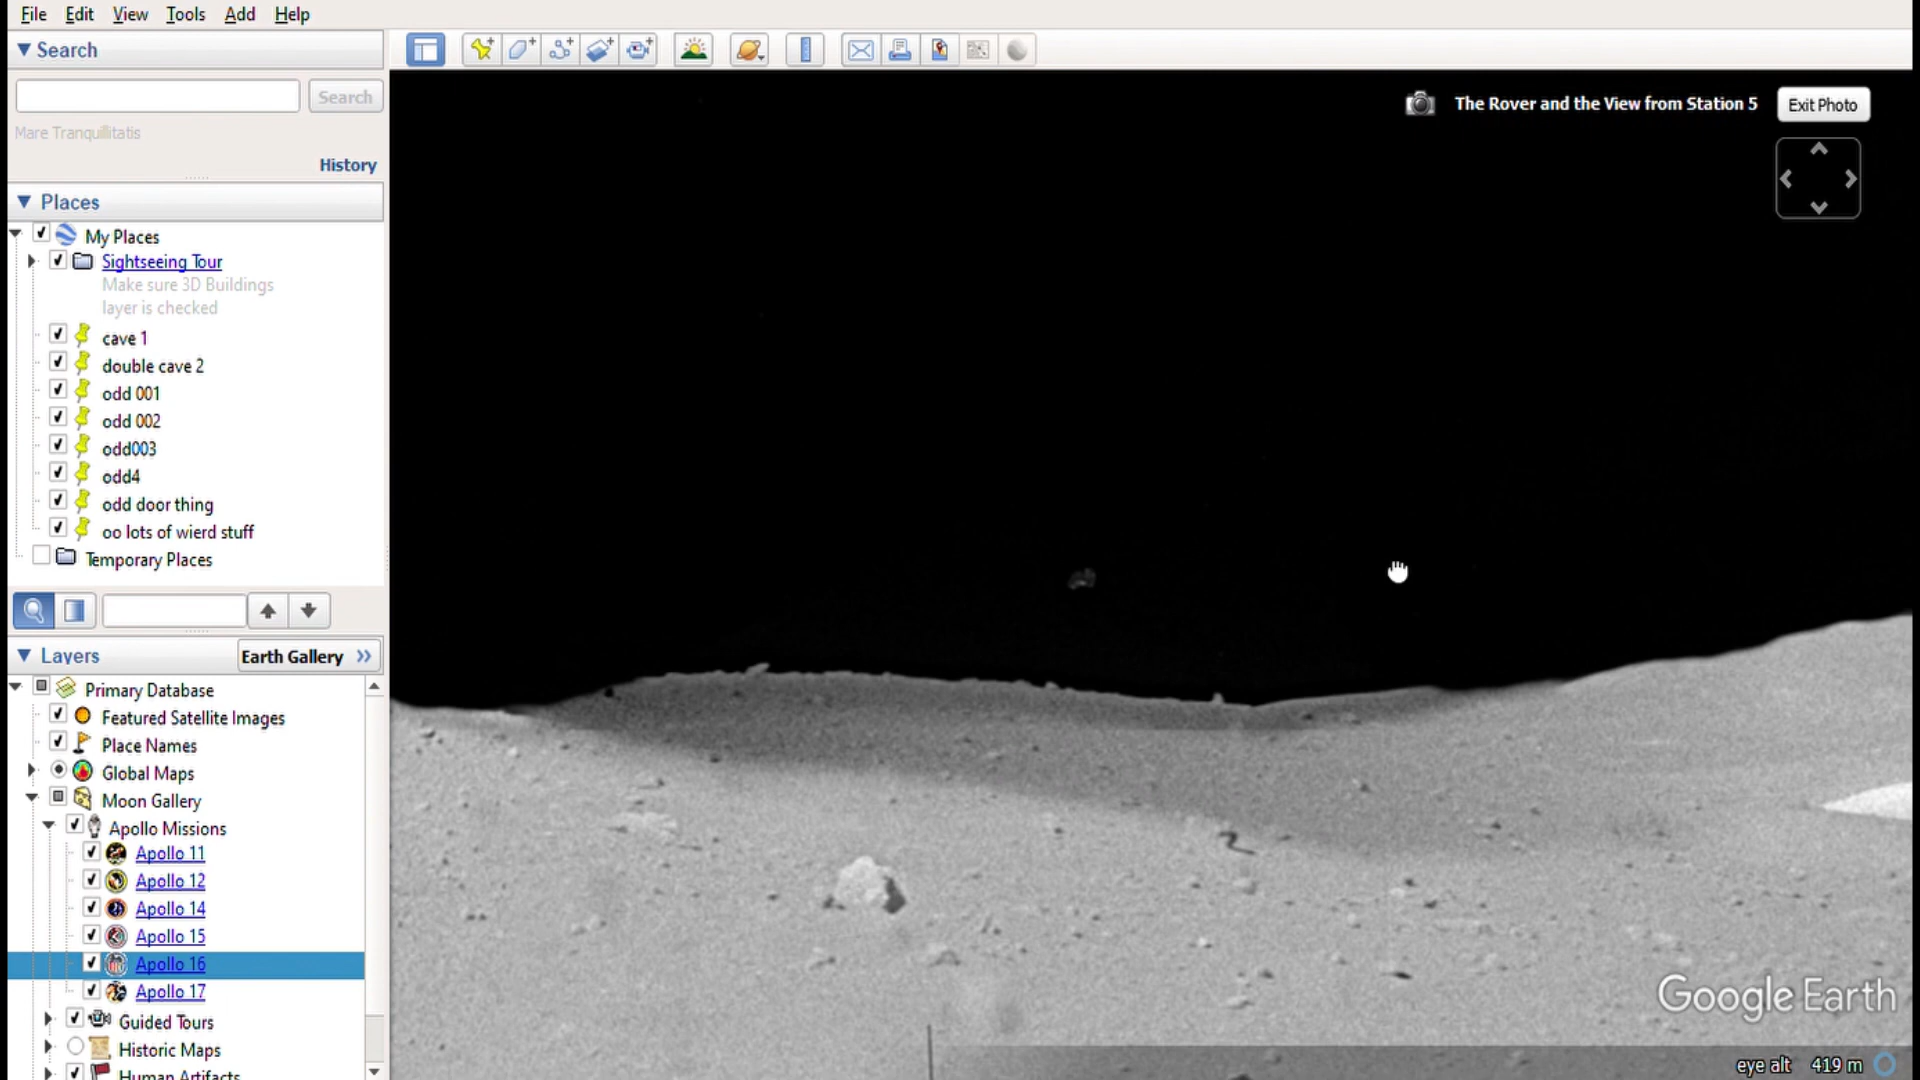 File Edit View Tools Add Help
Search
Search
Mare Tranquillitatis
History
Places
My Places
Sightseeing Tour
Make sure 3D Buildings
layer is checked
cave 1
double cave 2
odd 001
odd 002
odd003
odd4
odd door thing
oo lots of wierd stuff
Temporary Places
Layers
Earth Gallery »
Primary Database
Featured Satellite Images
Place Names
Global Maps
Moon Gallery
Apollo Missions
Apollo 11
Apollo 12
Apollo 14
Apollo 15
Apollo 16
Apollo 17
Guided Tours
Historic Maps
Human Artifacts
The Rover and the View from Station 5
Exit Photo
Google Earth
eye alt 419 m